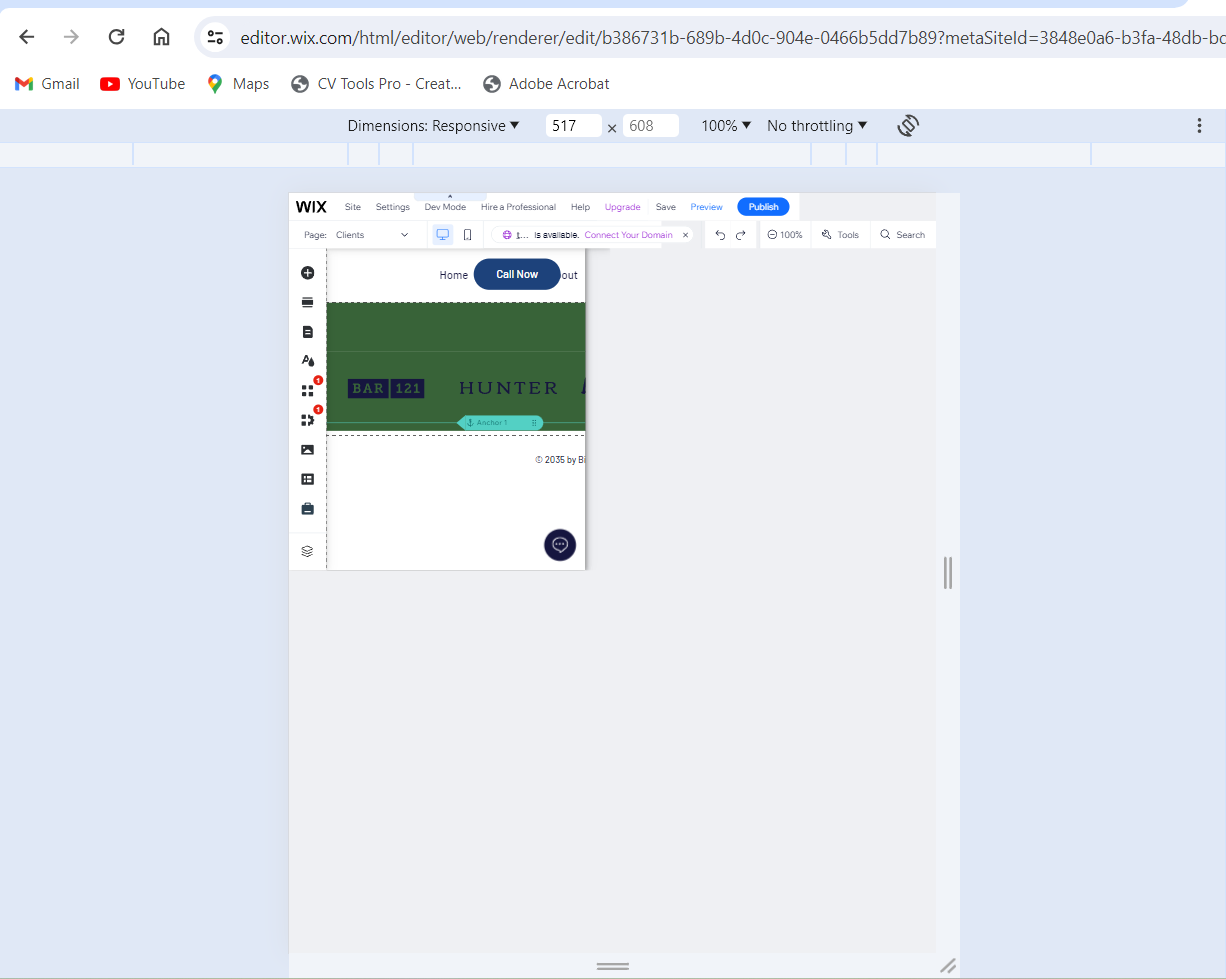 editor.wix.com/html/editor/web/renderer/edit/b386731b-689b-4d0c-904e-0466b5dd7b89?metaSiteId=3848e0a6-b3fa-48db-bc
Gmail YouTube Maps CV Tools Pro - Creat... Adobe Acrobat
Dimensions: Responsive 517 × 608 100% No throttling
WIX Site Settings Dev Mode Hire a Professional Help Upgrade Save Preview Publish
Page: Clients 1... is available. Connect Your Domain × 100% Tools Search
Home Call Now out
1
1
BAR 121 HUNTER
Anchor 1
© 2035 by Bi